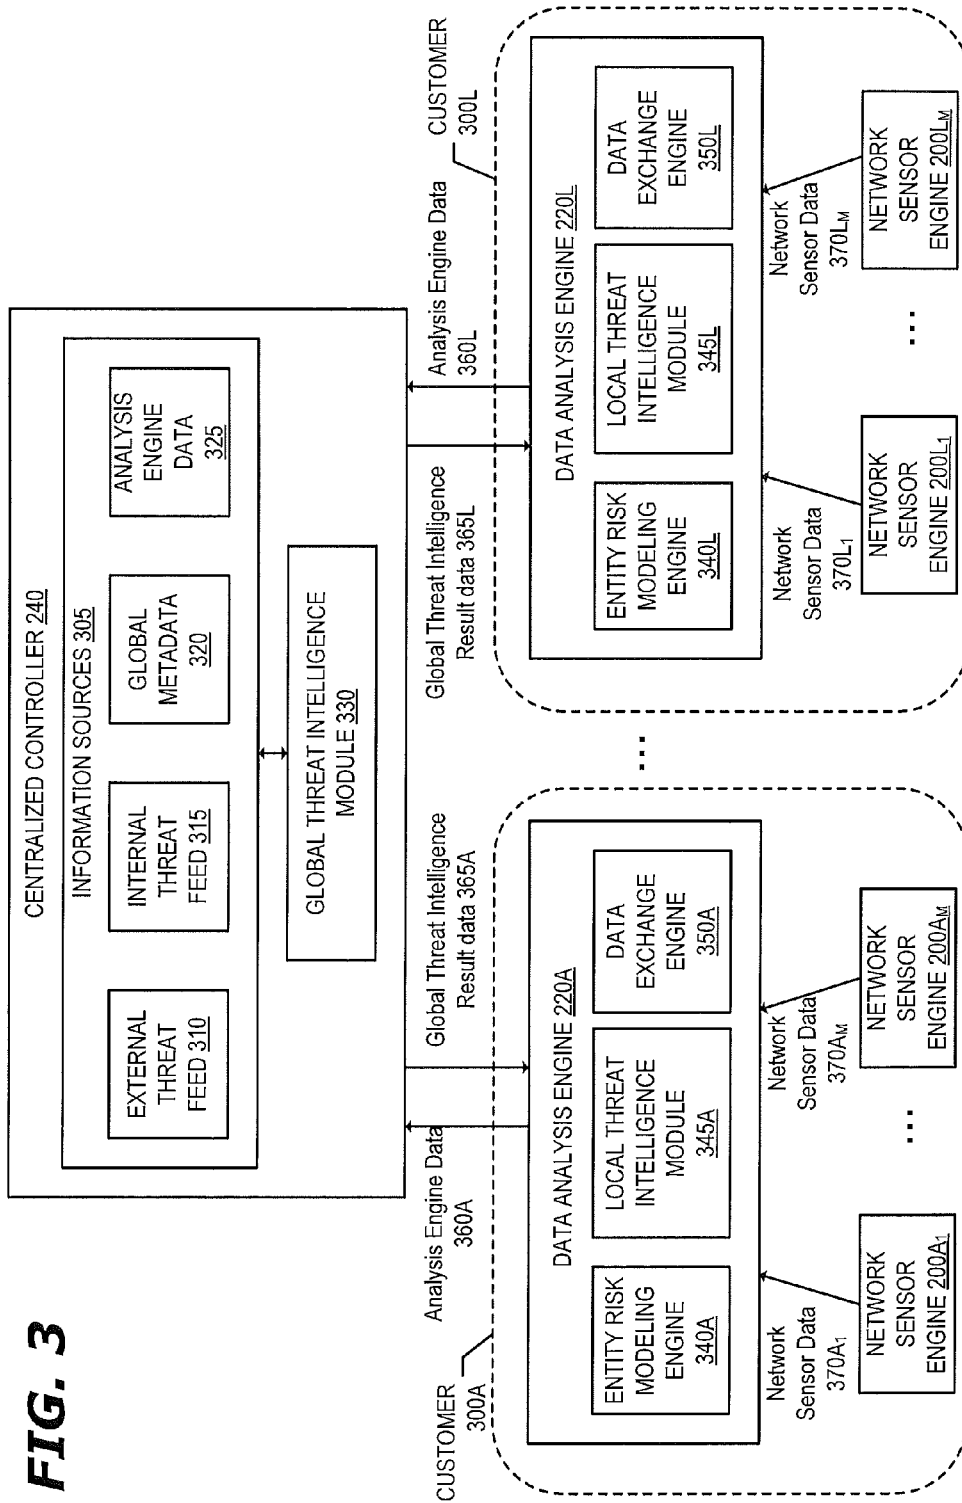 FIG. 3
CENTRALIZED CONTROLLER 240
INFORMATION SOURCES 305
EXTERNAL
THREAT
FEED 310
INTERNAL
THREAT
FEED 315
GLOBAL
METADATA
320
ANALYSIS
ENGINE
DATA
325
GLOBAL THREAT INTELLIGENCE
MODULE 330
CUSTOMER
300A
Analysis Engine Data
360A
Global Threat Intelligence
Result data 365A
Global Threat Intelligence
Result data 365L
Analysis Engine Data
360L
CUSTOMER
300L
DATA ANALYSIS ENGINE 220A
ENTITY RISK
MODELING
ENGINE
340A
LOCAL THREAT
INTELLIGENCE
MODULE
345A
DATA
EXCHANGE
ENGINE
350A
...
DATA ANALYSIS ENGINE 220L
ENTITY RISK
MODELING
ENGINE
340L
LOCAL THREAT
INTELLIGENCE
MODULE
345L
DATA
EXCHANGE
ENGINE
350L
Network
Sensor Data
370A1
Network
Sensor Data
370AM
Network
Sensor Data
370L1
Network
Sensor Data
370LM
NETWORK
SENSOR
ENGINE 200A1
...
NETWORK
SENSOR
ENGINE 200AM
NETWORK
SENSOR
ENGINE 200L1
...
NETWORK
SENSOR
ENGINE 200LM